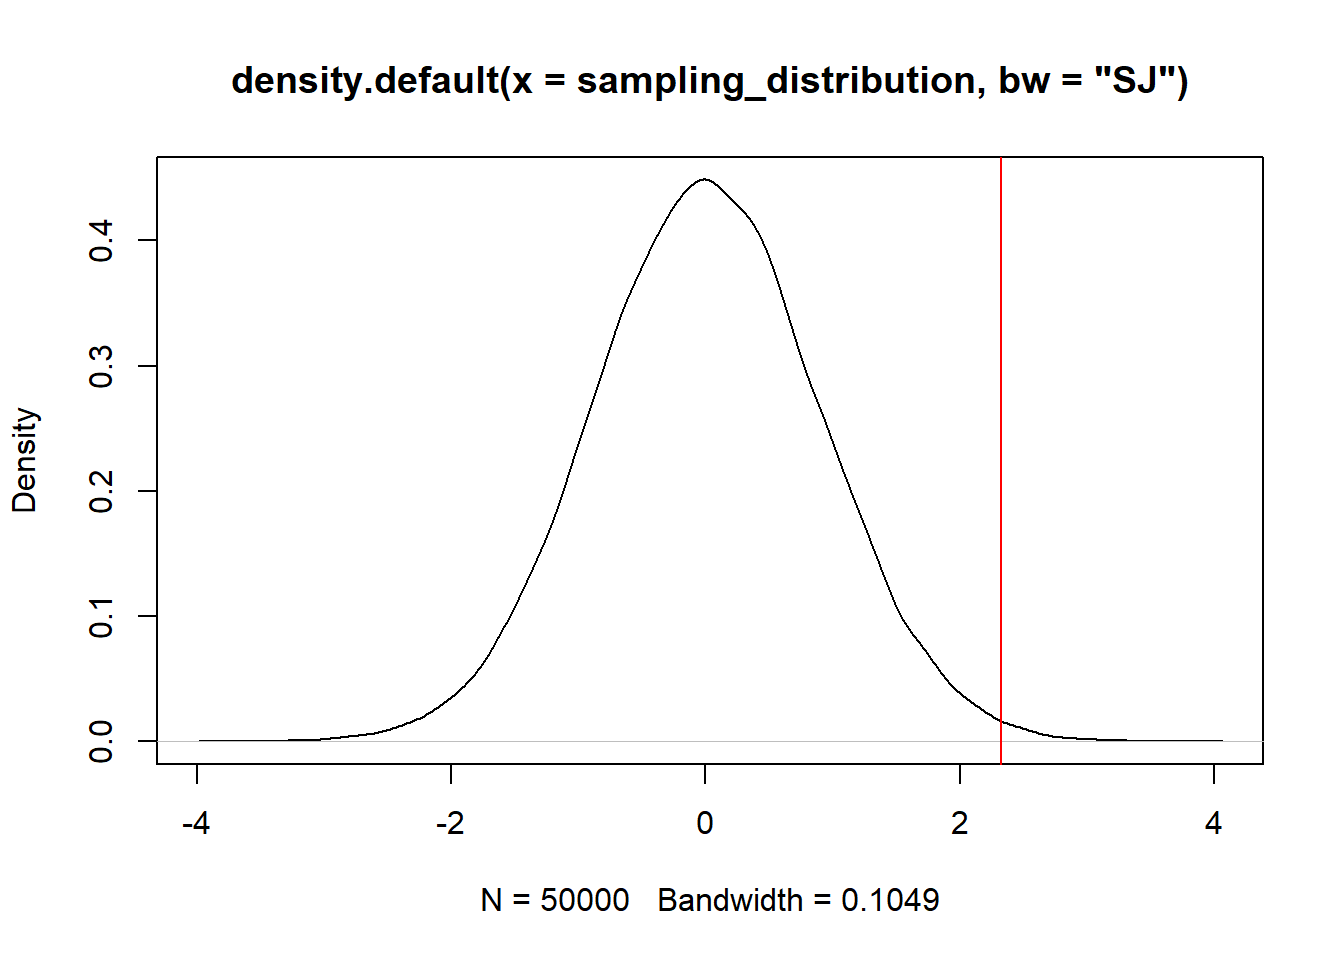 density.default(x = sampling_distribution, bw = "SJ")
Density
0.4
0.3
0.2
0.1
0.0
-4 -2 0 2 4
N = 50000 Bandwidth = 0.1049